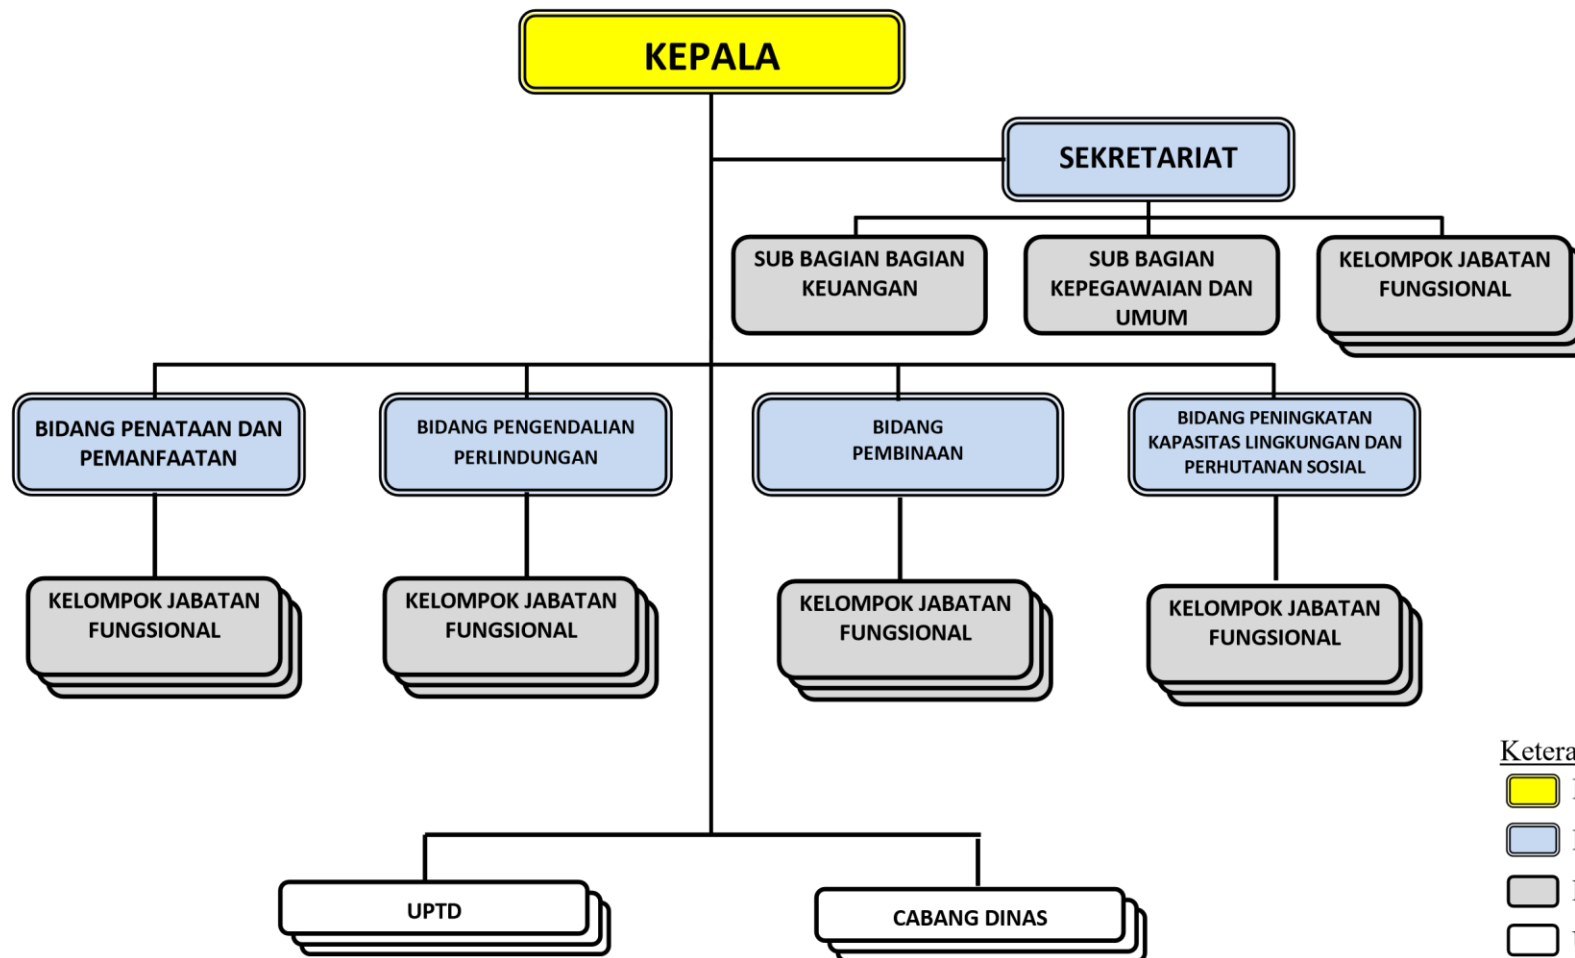 KEPALA
SEKRETARIAT
SUB BAGIAN BAGIAN
KEUANGAN
SUB BAGIAN
KEPEGAWAIAN DAN
UMUM
KELOMPOK JABATAN
FUNGSIONAL
BIDANG PENATAAN DAN
PEMANFAATAN
BIDANG PENGENDALIAN
PERLINDUNGAN
BIDANG
PEMBINAAN
BIDANG PENINGKATAN
KAPASITAS LINGKUNGAN DAN
PERHUTANAN SOSIAL
KELOMPOK JABATAN
FUNGSIONAL
KELOMPOK JABATAN
FUNGSIONAL
KELOMPOK JABATAN
FUNGSIONAL
KELOMPOK JABATAN
FUNGSIONAL
Ketera
UPTD
CABANG DINAS